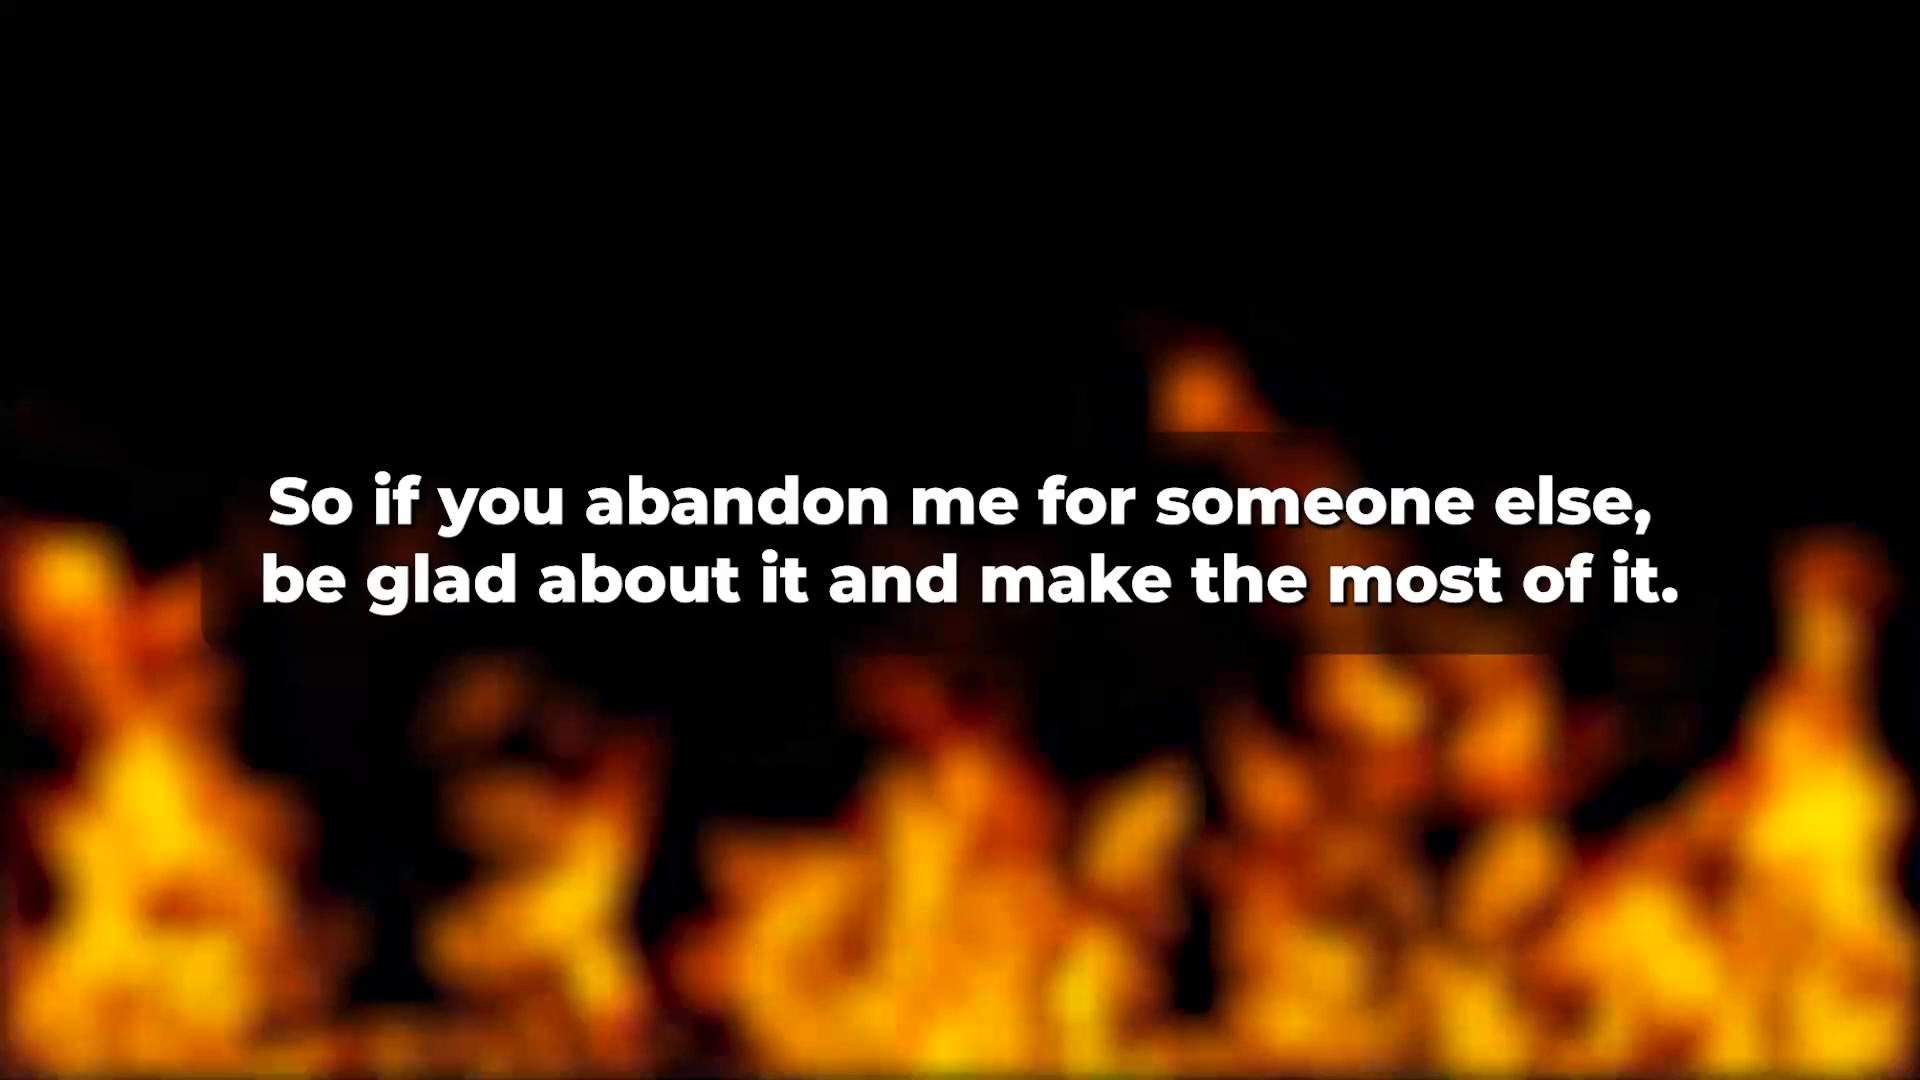 So if you abandon me for someone else,
be glad about it and make the most of it.